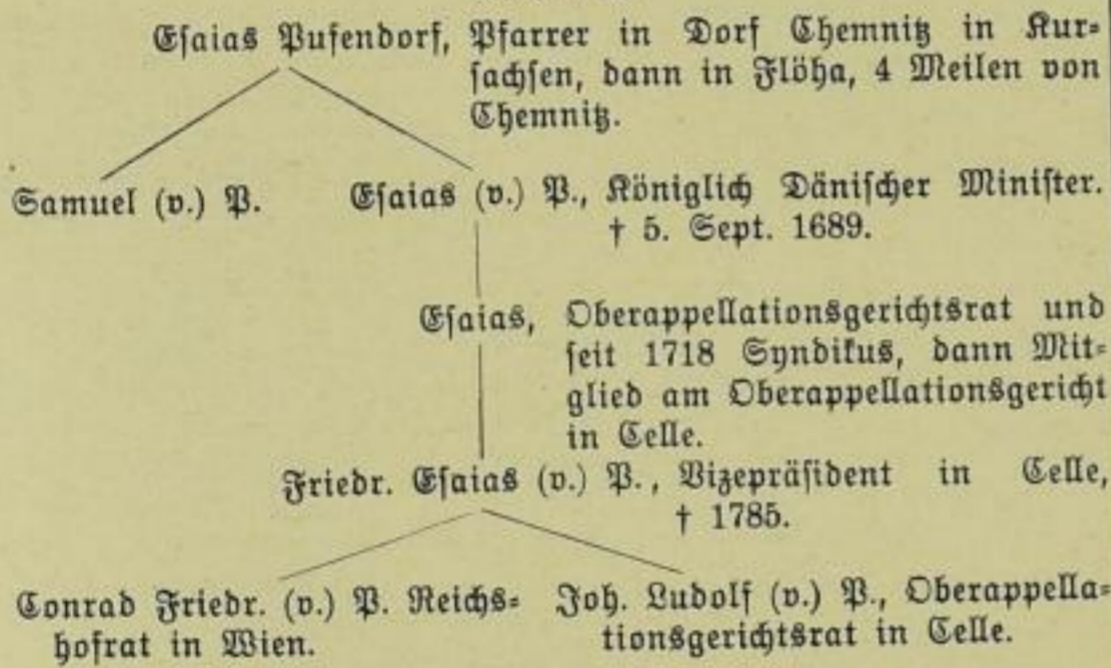 Esaias Pufendorf, Pfarrer in Dorf Chemnitz in Kur-
sachsen, dann in Flöha, 4 Meilen von
Chemnitz.
Samuel (v.) P. Esaias (v.) P., Königlich Dänischer Minister.
† 5. Sept. 1689.
Esaias, Oberappellationsgerichtsrat und
seit 1718 Syndikus, dann Mit-
glied am Oberappellationsgericht
in Celle.
Friedr. Esaias (v.) P., Vizepräsident in Celle,
† 1785.
Conrad Friedr. (v.) P. Reichs- Joh. Ludolf (v.) P., Oberappella-
hofrat in Wien. tionsgerichtsrat in Celle.